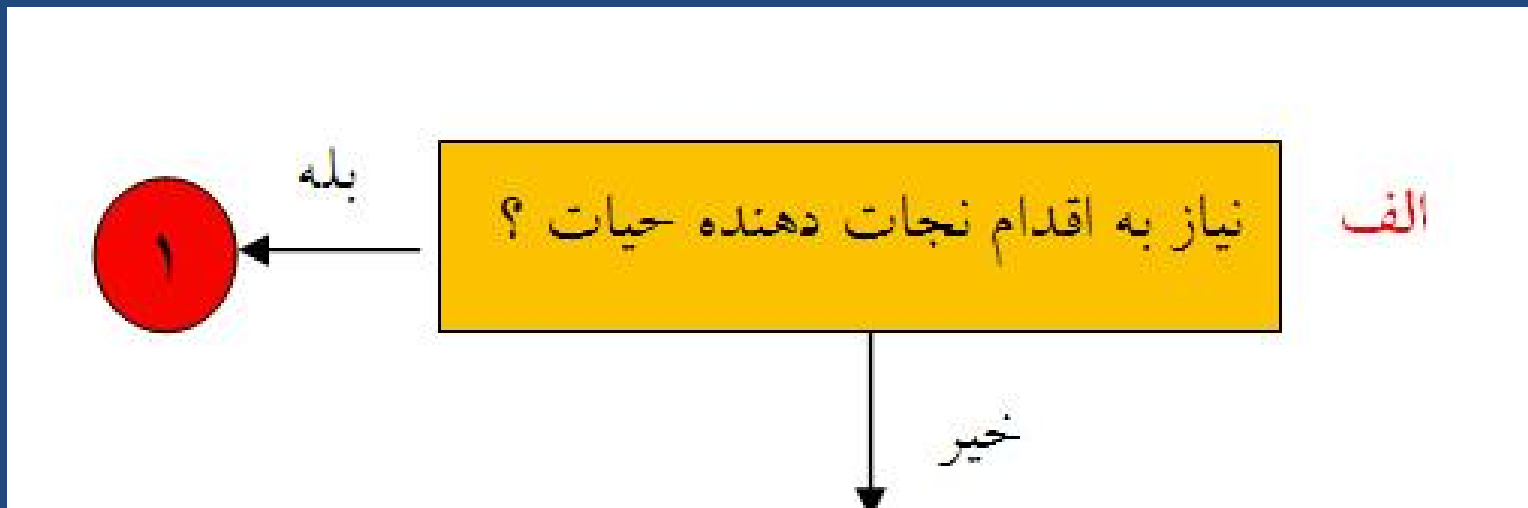 الف
نیاز به اقدام نجات دهنده حیات ؟
بله
۱
خیر